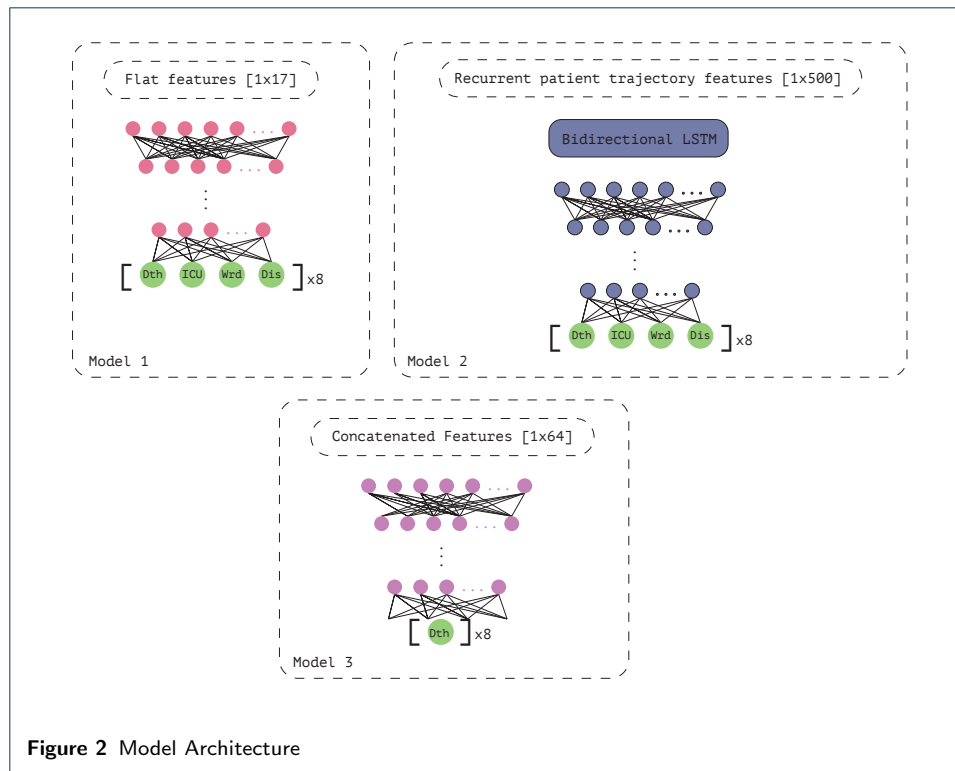 Flat features [1x17]
[ Dth ICU Wrd Dis ] x8
Model 1
Recurrent patient trajectory features [1x500]
Bidirectional LSTM
[ Dth ICU Wrd Dis ] x8
Model 2
Concatenated Features [1x64]
[ Dth ] x8
Model 3
Figure 2 Model Architecture